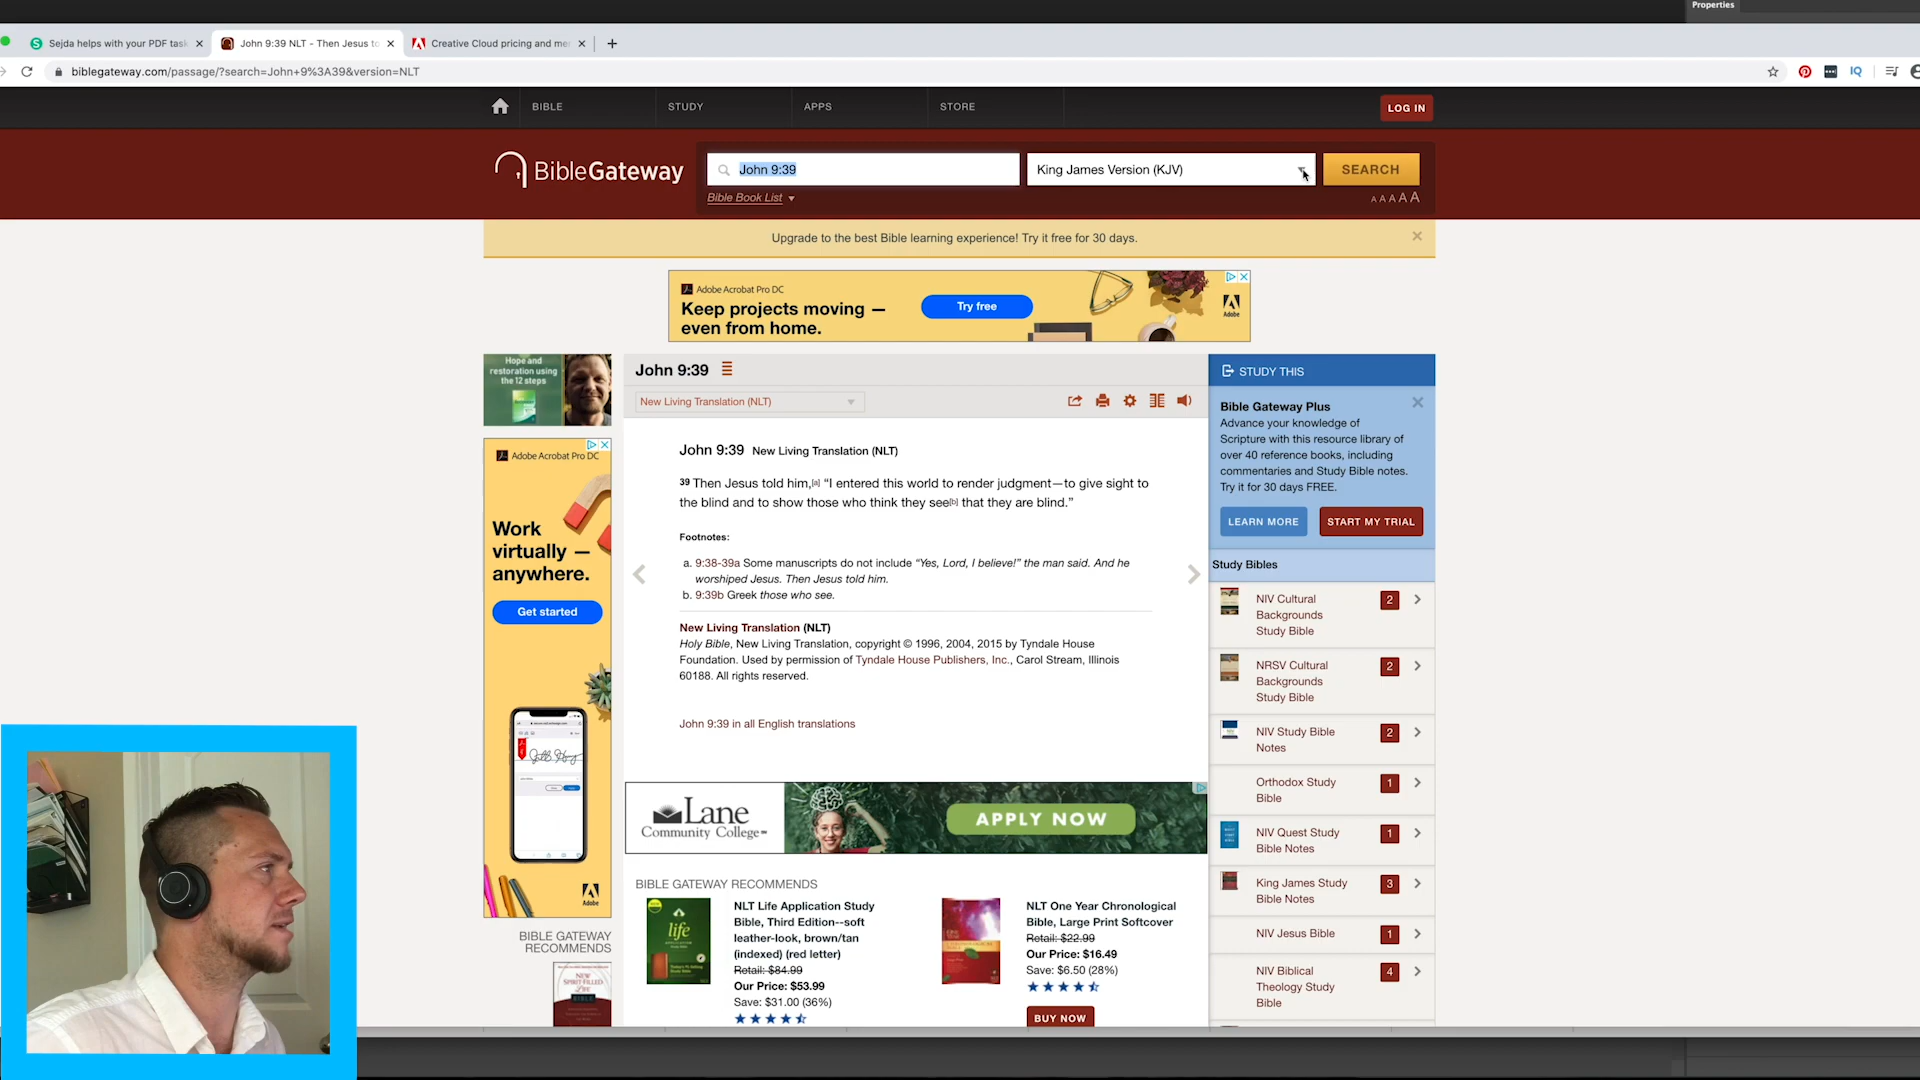 Properties
Sejda helps with your PDF task
John 9:39 NLT - Then Jesus to
Creative Cloud pricing and me
biblegateway.com/passage/?search=John+9%3A39&version=NLT
IQ
BIBLE
STUDY
APPS
STORE
LOG IN
BibleGateway
John 9:39
King James Version (KJV)
SEARCH
Bible Book List
A A A A A
Upgrade to the best Bible learning experience! Try it free for 30 days.
Adobe Acrobat Pro DC
Keep projects moving —
even from home.
Try free
Adobe
Hope and
restoration using
the 12 steps
Adobe Acrobat Pro DC
Work
virtually —
anywhere.
Get started
Adobe
BIBLE GATEWAY
RECOMMENDS
John 9:39
New Living Translation (NLT)
John 9:39 New Living Translation (NLT)
39 Then Jesus told him,[a] “I entered this world to render judgment—to give sight to
the blind and to show those who think they see[b] that they are blind.”
Footnotes:
a. 9:38-39a Some manuscripts do not include “Yes, Lord, I believe!” the man said. And he
worshiped Jesus. Then Jesus told him.
b. 9:39b Greek those who see.
New Living Translation (NLT)
Holy Bible, New Living Translation, copyright © 1996, 2004, 2015 by Tyndale House
Foundation. Used by permission of Tyndale House Publishers, Inc., Carol Stream, Illinois
60188. All rights reserved.
John 9:39 in all English translations
Lane
Community College
APPLY NOW
BIBLE GATEWAY RECOMMENDS
life
NLT Life Application Study
Bible, Third Edition--soft
leather-look, brown/tan
(indexed) (red letter)
Retail: $84.99
Our Price: $53.99
Save: $31.00 (36%)
NLT One Year Chronological
Bible, Large Print Softcover
Retail: $22.99
Our Price: $16.49
Save: $6.50 (28%)
BUY NOW
STUDY THIS
Bible Gateway Plus
Advance your knowledge of
Scripture with this resource library of
over 40 reference books, including
commentaries and Study Bible notes.
Try it for 30 days FREE.
LEARN MORE
START MY TRIAL
Study Bibles
NIV Cultural
Backgrounds
Study Bible
2
NRSV Cultural
Backgrounds
Study Bible
2
NIV Study Bible
Notes
2
Orthodox Study
Bible
1
NIV Quest Study
Bible Notes
1
King James Study
Bible Notes
3
NIV Jesus Bible
1
NIV Biblical
Theology Study
Bible
4